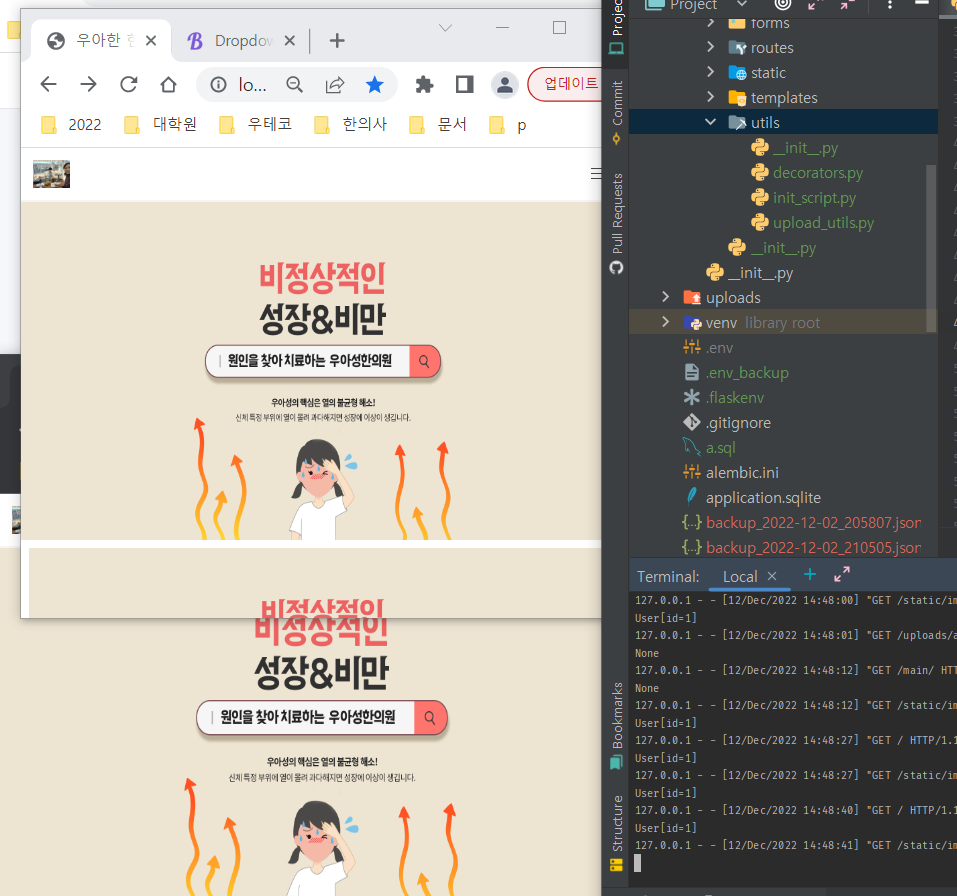 우아한 한
Dropdow
lo...
업데이트
2022
대학원
우테코
한의사
문서
p
비정상적인
성장&비만
원인을 찾아 치료하는 우아성한의원
우아성의 핵심은 열의 불균형 해소!
신체 특정 부위에 열이 몰려 과다해지면 성장에 이상이 생깁니다.
비정상적인
비정상적인
성장&비만
원인을 찾아 치료하는 우아성한의원
우아성의 핵심은 열의 불균형 해소!
신체 특정 부위에 열이 몰려 과다해지면 성장에 이상이 생깁니다.
Project
Commit
Pull Requests
Bookmarks
Structure
Project
forms
routes
static
templates
utils
__init__.py
decorators.py
init_script.py
upload_utils.py
__init__.py
__init__.py
uploads
venv library root
.env
.env_backup
.flaskenv
.gitignore
a.sql
alembic.ini
application.sqlite
backup_2022-12-02_205807.json
backup_2022-12-02_210505.json
Terminal: Local
127.0.0.1 - - [12/Dec/2022 14:48:00] "GET /static/im
User[id=1]
127.0.0.1 - - [12/Dec/2022 14:48:01] "GET /uploads/a
None
127.0.0.1 - - [12/Dec/2022 14:48:12] "GET /main/ HTT
None
127.0.0.1 - - [12/Dec/2022 14:48:12] "GET /static/im
User[id=1]
127.0.0.1 - - [12/Dec/2022 14:48:27] "GET / HTTP/1.1
User[id=1]
127.0.0.1 - - [12/Dec/2022 14:48:27] "GET /static/im
User[id=1]
127.0.0.1 - - [12/Dec/2022 14:48:40] "GET / HTTP/1.1
User[id=1]
127.0.0.1 - - [12/Dec/2022 14:48:41] "GET /static/im